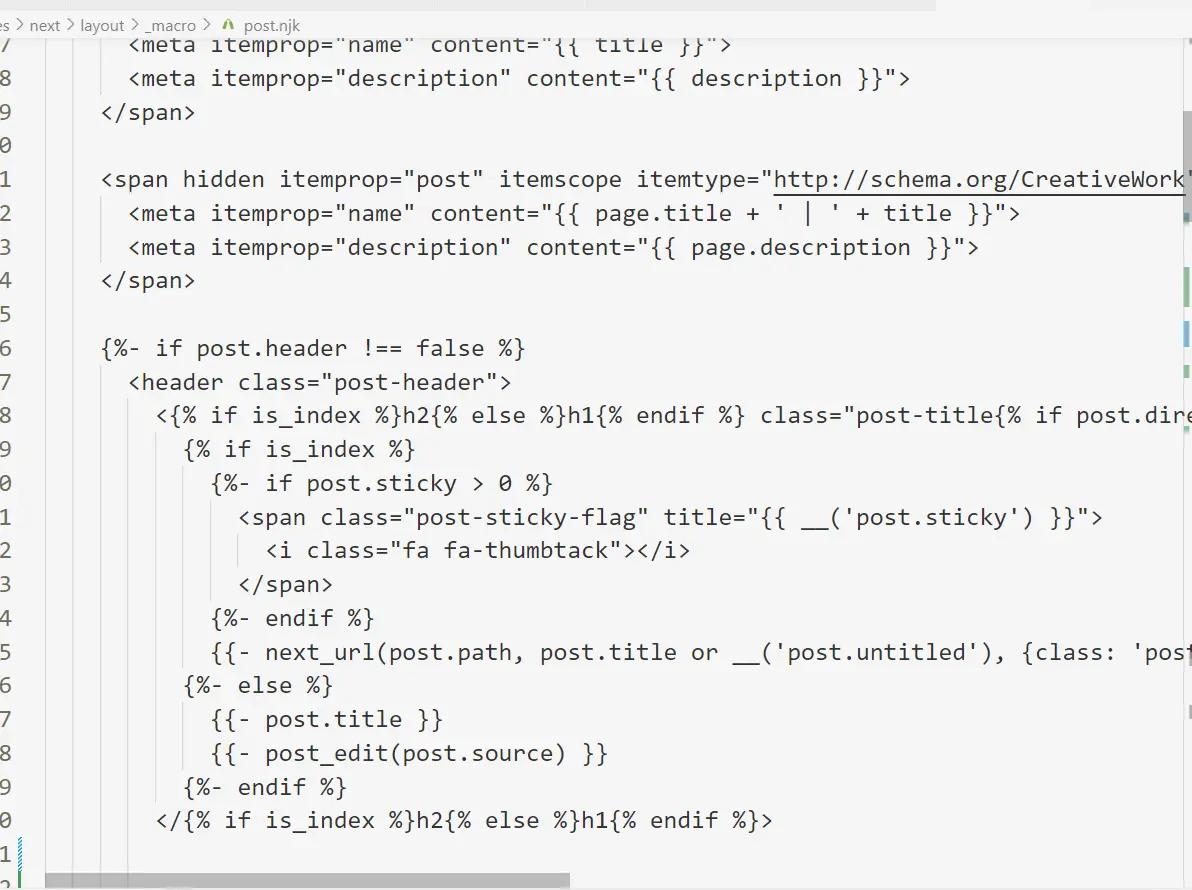 es > next > layout > _macro > post.njk
7 <meta itemprop="name" content="{{ title }}">
8 <meta itemprop="description" content="{{ description }}">
9 </span>
0
1 <span hidden itemprop="post" itemscope itemtype="http://schema.org/CreativeWork"
2 <meta itemprop="name" content="{{ page.title + ' | ' + title }}">
3 <meta itemprop="description" content="{{ page.description }}">
4 </span>
5
6 {%- if post.header !== false %}
7 <header class="post-header">
8 <{% if is_index %}h2{% else %}h1{% endif %} class="post-title{% if post.dire
9 {% if is_index %}
0 {%- if post.sticky > 0 %}
1 <span class="post-sticky-flag" title="{{ __('post.sticky') }}">
2 <i class="fa fa-thumbtack"></i>
3 </span>
4 {%- endif %}
5 {{- next_url(post.path, post.title or __('post.untitled'), {class: 'post
6 {%- else %}
7 {{- post.title }}
8 {{- post_edit(post.source) }}
9 {%- endif %}
0 </{% if is_index %}h2{% else %}h1{% endif %}>
1
2